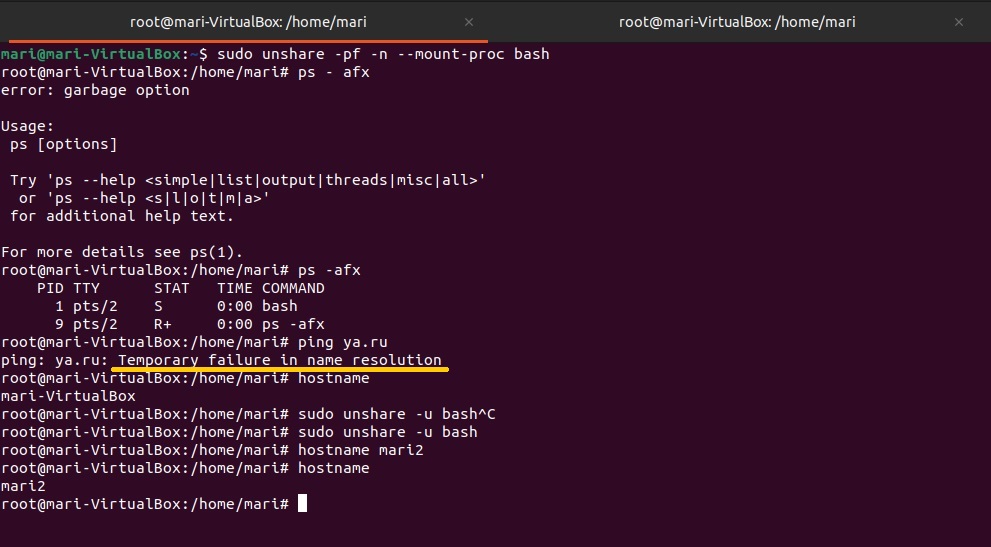 root@mari-VirtualBox: /home/mari × root@mari-VirtualBox: /home/mari ×
mari@mari-VirtualBox:~$ sudo unshare -pf -n --mount-proc bash
root@mari-VirtualBox:/home/mari# ps - afx
error: garbage option

Usage:
 ps [options]

 Try 'ps --help <simple|list|output|threads|misc|all>'
  or 'ps --help <s|l|o|t|m|a>'
 for additional help text.

For more details see ps(1).
root@mari-VirtualBox:/home/mari# ps -afx
    PID TTY      STAT   TIME COMMAND
      1 pts/2    S      0:00 bash
      9 pts/2    R+     0:00 ps -afx
root@mari-VirtualBox:/home/mari# ping ya.ru
ping: ya.ru: Temporary failure in name resolution
root@mari-VirtualBox:/home/mari# hostname
mari-VirtualBox
root@mari-VirtualBox:/home/mari# sudo unshare -u bash^C
root@mari-VirtualBox:/home/mari# sudo unshare -u bash
root@mari-VirtualBox:/home/mari# hostname mari2
root@mari-VirtualBox:/home/mari# hostname
mari2
root@mari-VirtualBox:/home/mari#